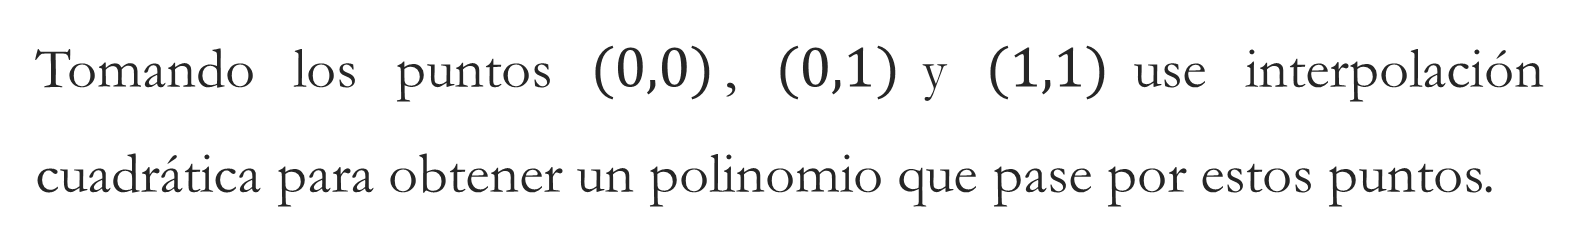 Tomando los puntos (0,0), (0,1) y (1,1) use interpolación
cuadrática para obtener un polinomio que pase por estos puntos.